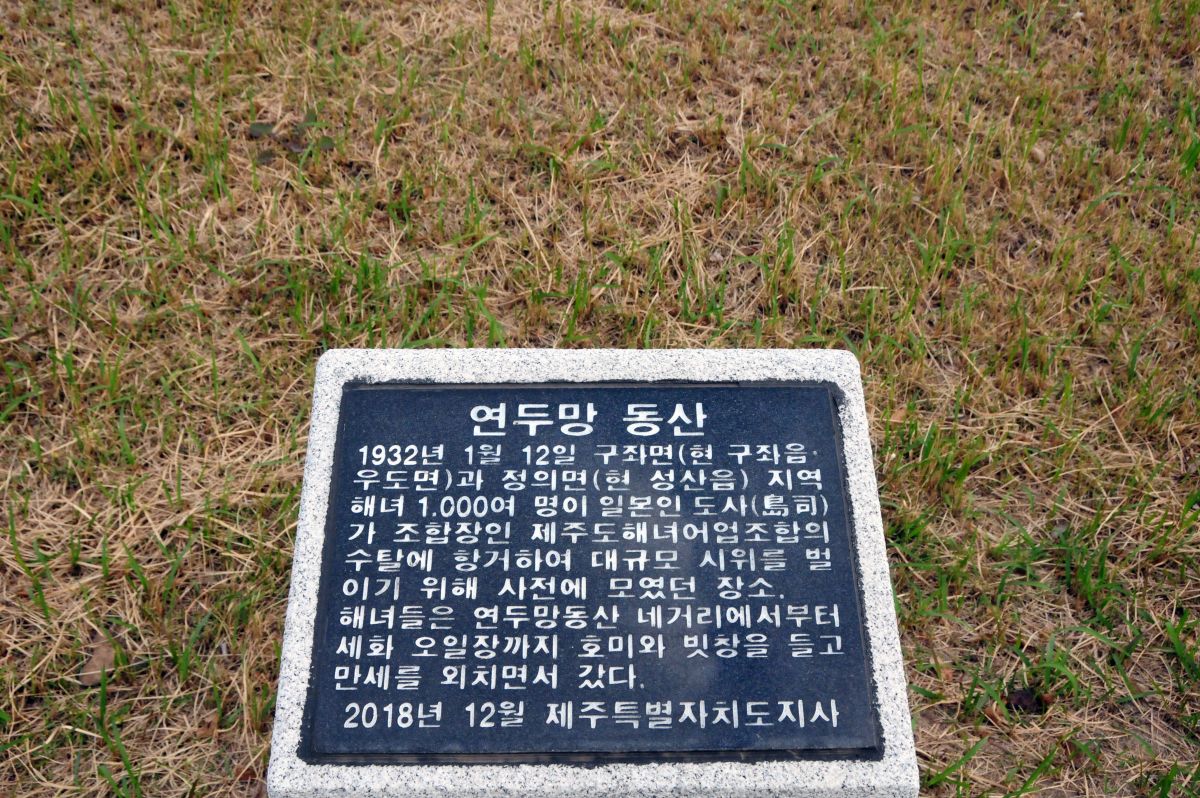 연두망 동산
1932년 1월 12일 구좌면(현 구좌읍·
우도면)과 정의면(현 성산읍) 지역
해녀 1.000여 명이 일본인 도사(島司)
가 조합장인 제주도해녀어업조합의
수탈에 항거하여 대규모 시위를 벌
이기 위해 사전에 모였던 장소.
해녀들은 연두망동산 네거리에서부터
세화 오일장까지 호미와 빗창을 들고
만세를 외치면서 갔다.
2018년 12월 제주특별자치도지사